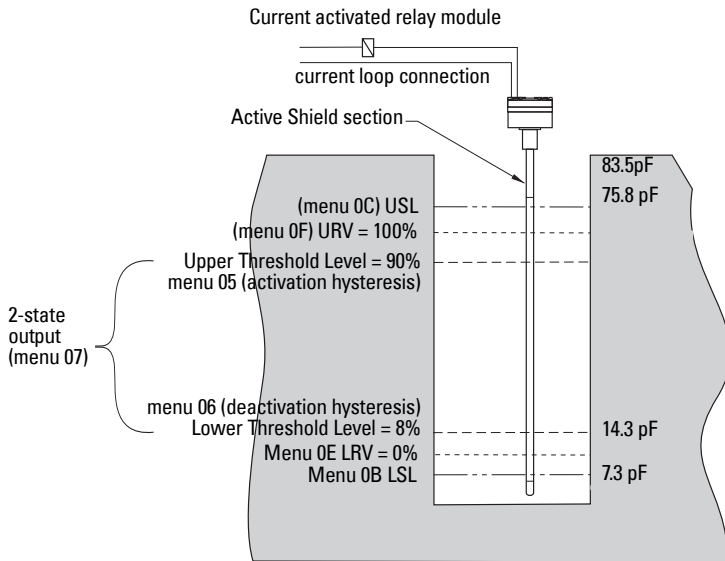 Current activated relay module
current loop connection
Active Shield section
83.5pF
75.8 pF
(menu 0C) USL
(menu 0F) URV = 100%
Upper Threshold Level = 90%
menu 05 (activation hysteresis)
2-state
output
(menu 07)
menu 06 (deactivation hysteresis)
Lower Threshold Level = 8%
14.3 pF
Menu 0E LRV = 0%
Menu 0B LSL
7.3 pF